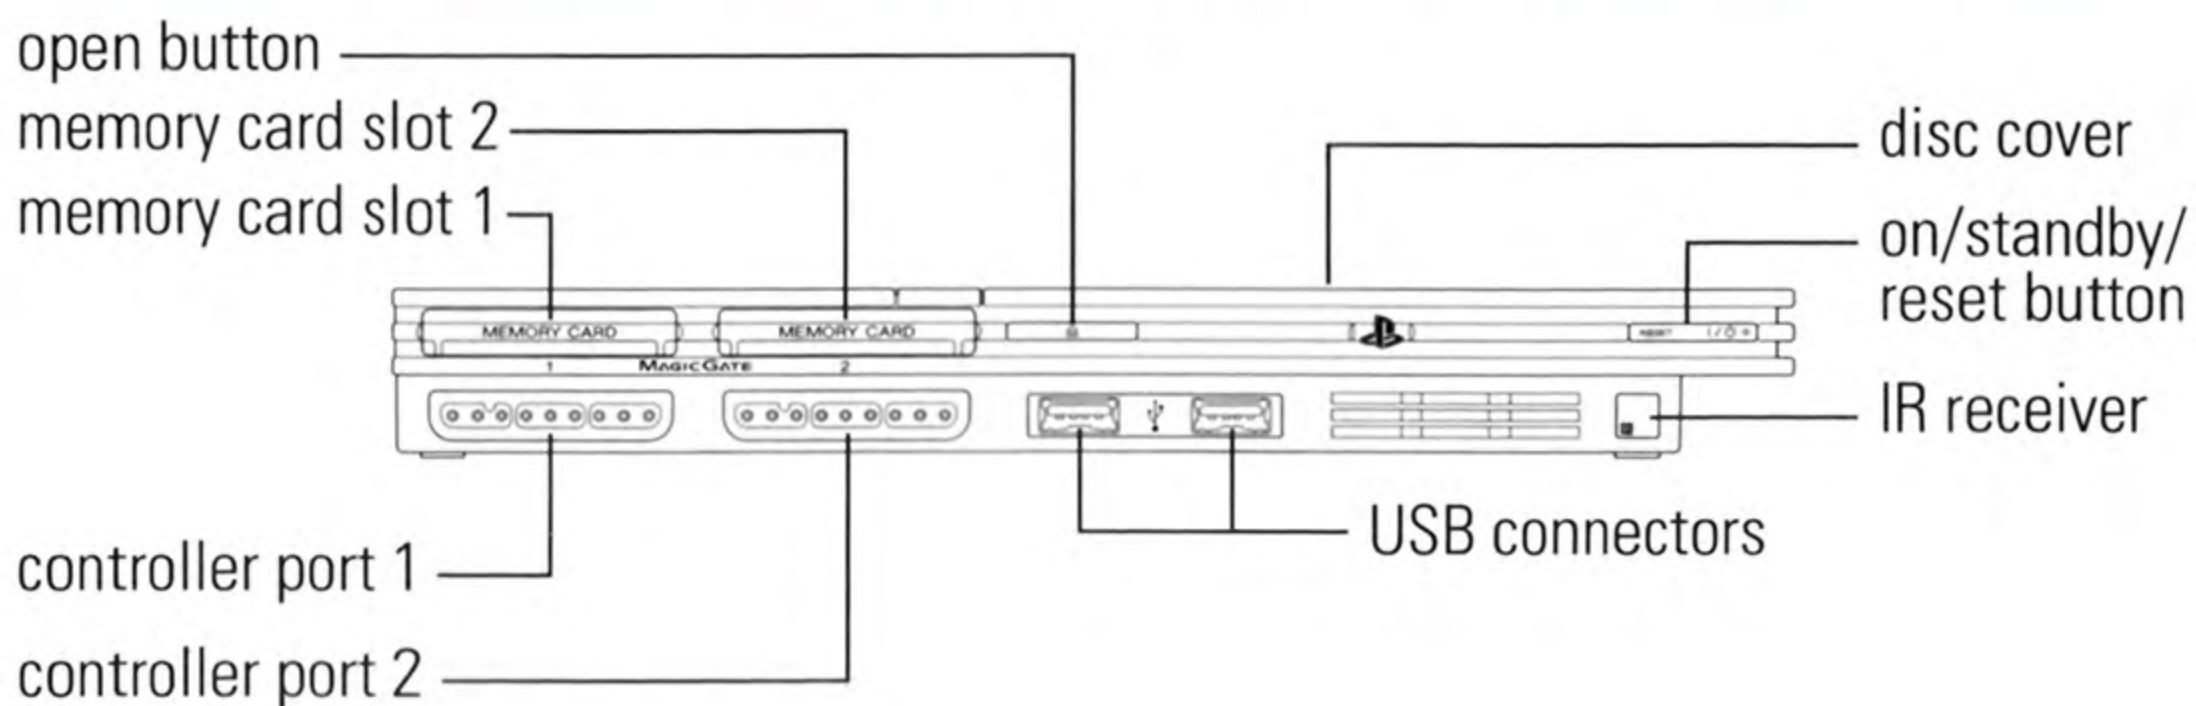 open button
memory card slot 2
memory card slot 1
disc cover
on/standby/
reset button
MEMORY CARD
MEMORY CARD
RESET
1
MAGICGATE
2
IR receiver
USB connectors
controller port 1
controller port 2